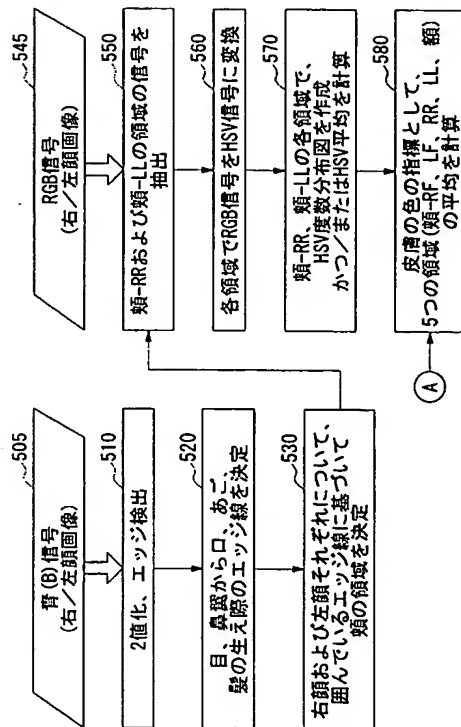 505
青(B)信号
(右／左顔画像)
510
2値化、エッジ検出
520
目、鼻翼から口、あご、
髪の生え際のエッジ線を決定
530
右顔および左顔それぞれについて、
囲んでいるエッジ線に基づいて
頬の領域を決定
545
RGB信号
(右／左顔画像)
550
頬-RRおよび頬-LLの領域の信号を
抽出
560
各領域でRGB信号をHSV信号に変換
570
頬-RR、頬-LLの各領域で、
HSV度数分布図を作成
かつ／またはHSV平均を計算
580
皮膚の色の指標として、
5つの領域(頬-RF、LF、RR、LL、額)
の平均を計算
A